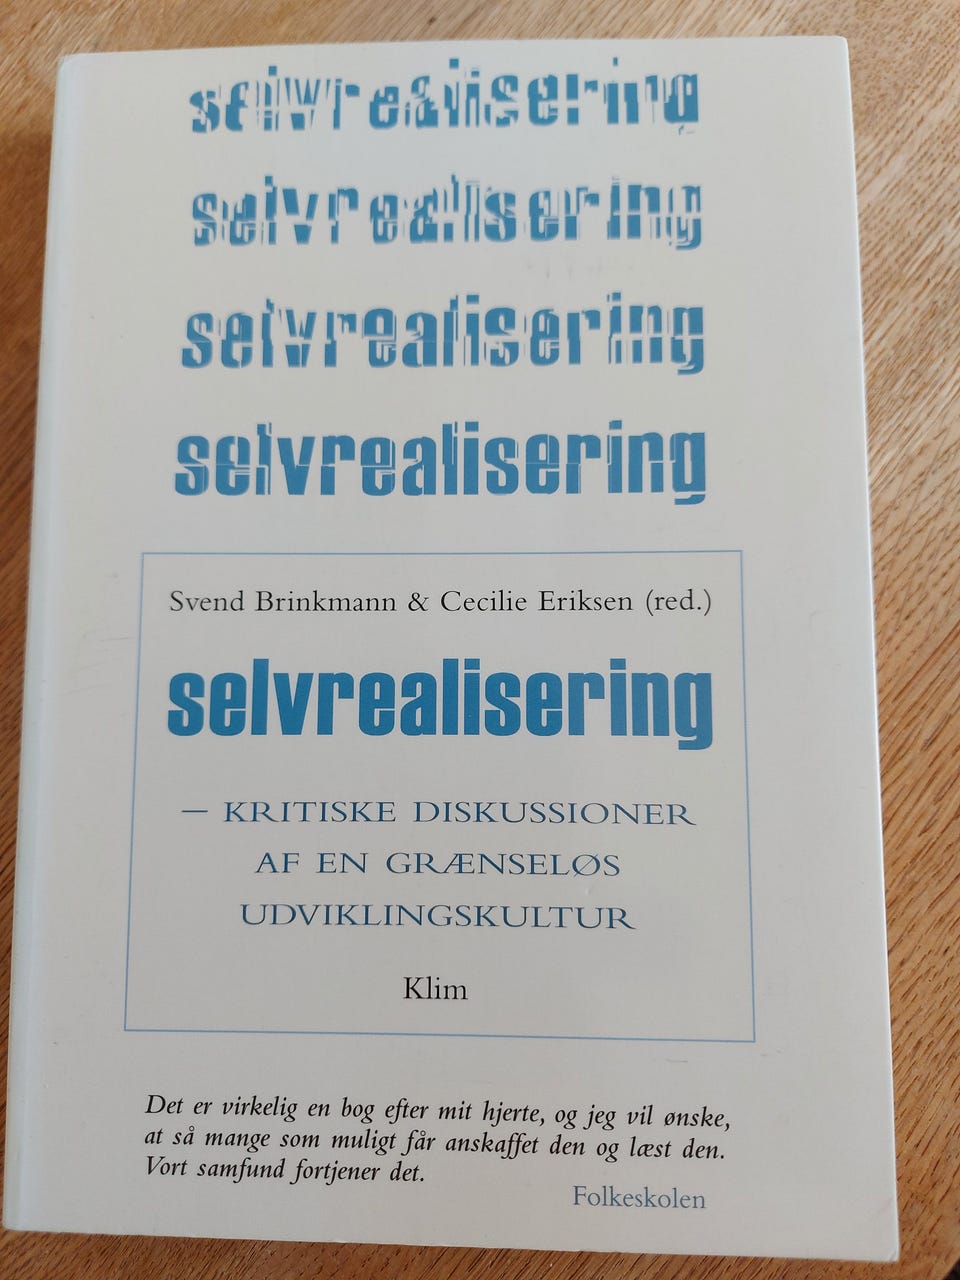 selvrealisering
selvrealisering
selvrealisering
selvrealisering
Svend Brinkmann & Cecilie Eriksen (red.)
selvrealisering
– KRITISKE DISKUSSIONER
AF EN GRÆNSELØS
UDVIKLINGSKULTUR
Klim
Det er virkelig en bog efter mit hjerte, og jeg vil ønske,
at så mange som muligt får anskaffet den og læst den.
Vort samfund fortjener det.
Folkeskolen